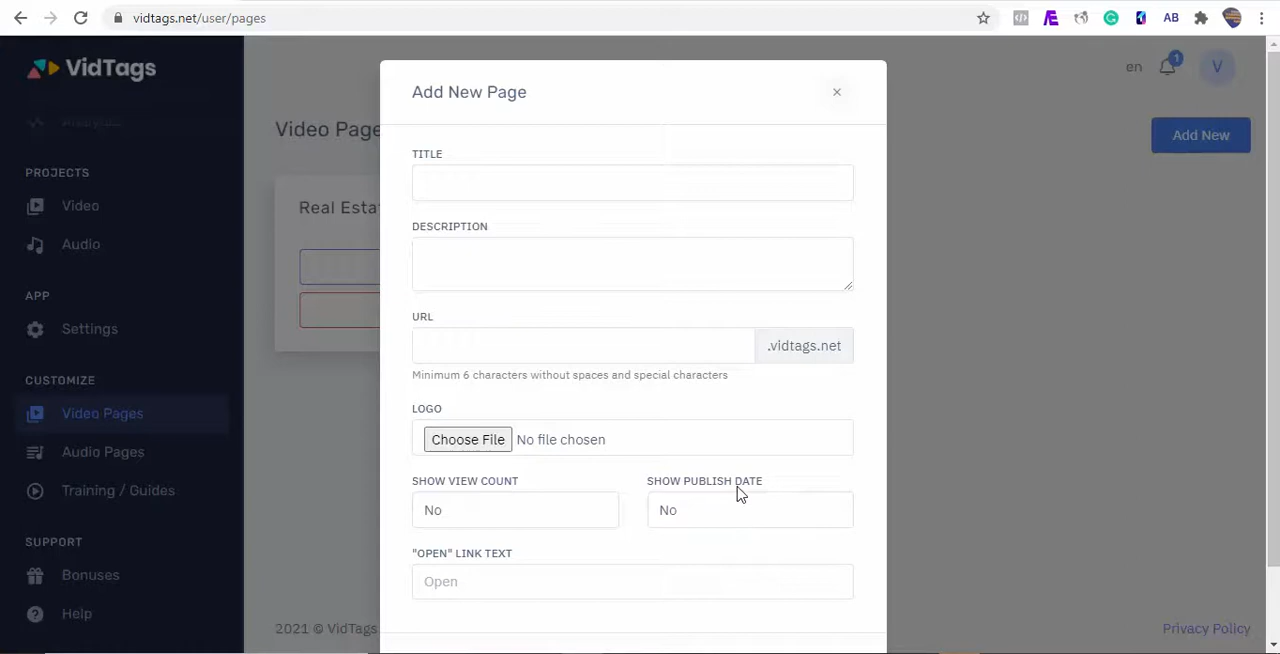 vidtags.net/user/pages
AB
VidTags
Analytics
PROJECTS
Video
Audio
APP
Settings
CUSTOMIZE
Video Pages
Audio Pages
Training / Guides
SUPPORT
Bonuses
Help
en
1
V
Video Page
Add New
Real Esta
Add New Page
×
TITLE
DESCRIPTION
URL
.vidtags.net
Minimum 6 characters without spaces and special characters
LOGO
Choose File No file chosen
SHOW VIEW COUNT
SHOW PUBLISH DATE
No
No
"OPEN" LINK TEXT
Open
2021 © VidTags
Privacy Policy